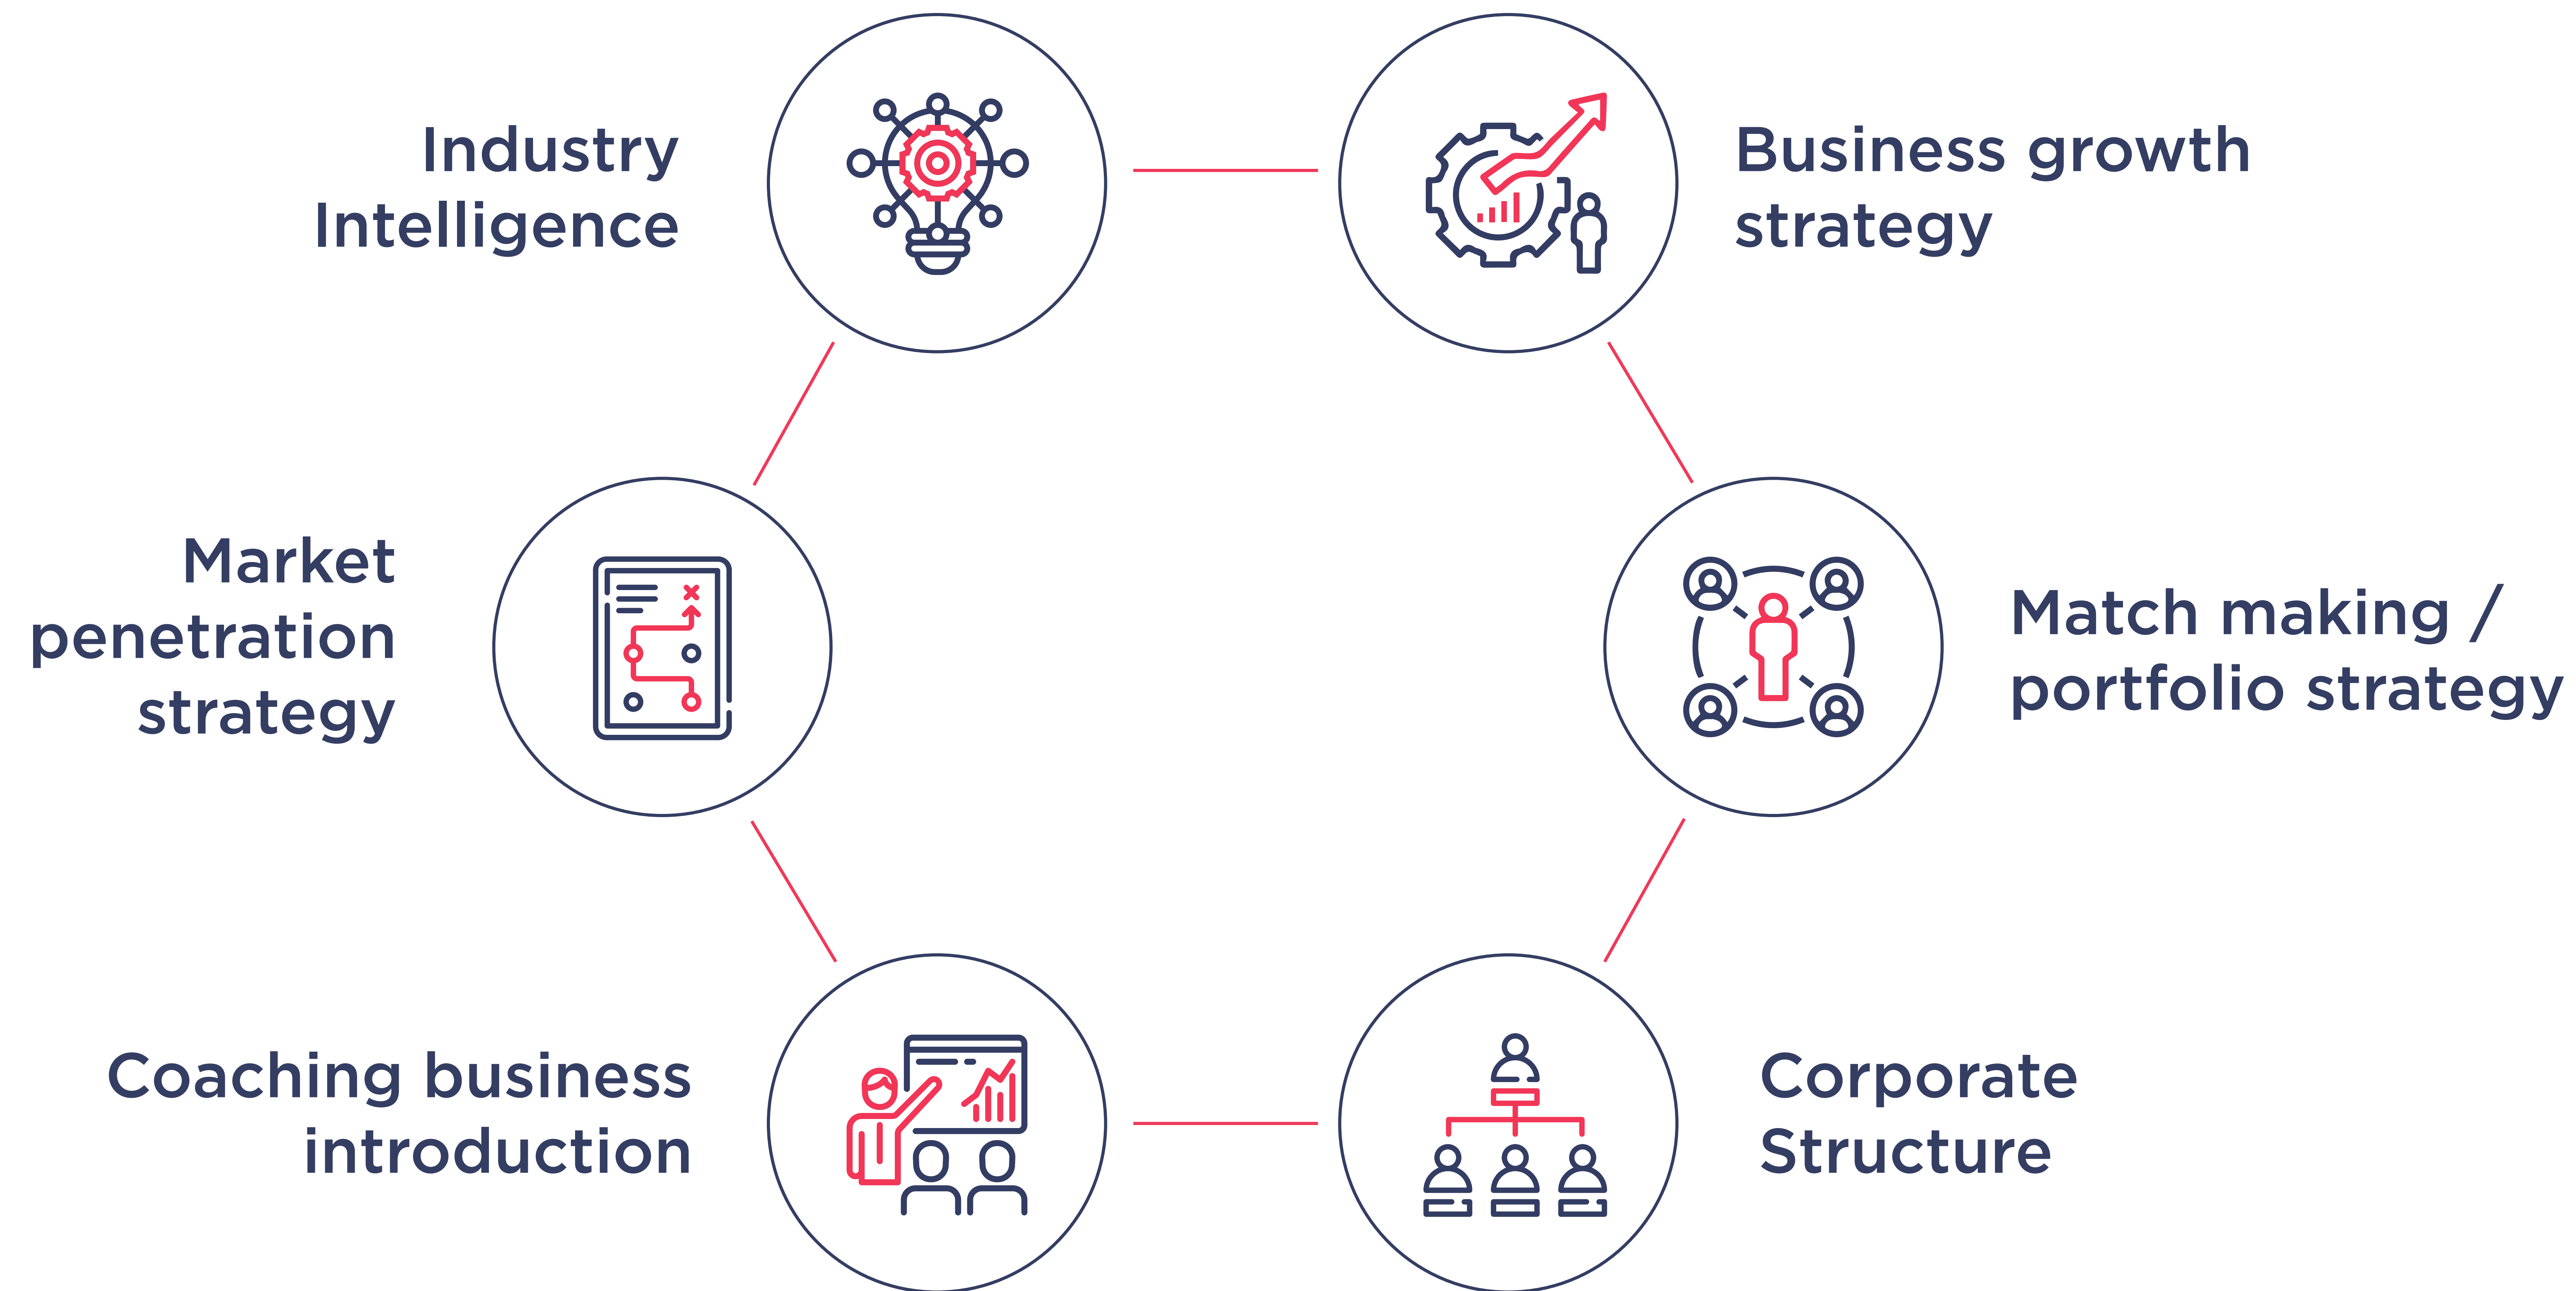 Industry
Intelligence
Business growth
strategy
Market
penetration
strategy
Match making /
portfolio strategy
Coaching business
introduction
Corporate
Structure